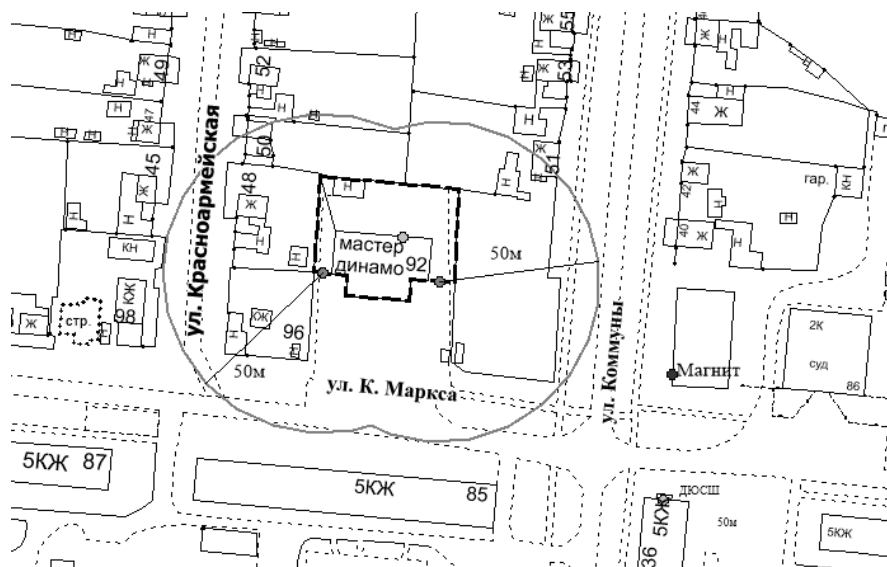 Н
Н
55
Ж
Н
Ж
Ж
49
Н
52
Н
53
Ж
Н
Н
Н
44
Ж
Н
47
Ж
Н
Н
Н
50
Ж
51
Н
45
Ж
48
Н
Н
Ж
42
гар.
КН
Н
Н
Ж
Н
ул. Красноармейская
Н
мастер
динамо 92
50м
40
Ж
Н
Н
Н
КН
КЖ
Ж
стр.
98
Н
Н
КЖ
96
Н
50м
ул. К. Маркса
ул. Коммуны
Магнит
2К
суд
86
5КЖ 87
5КЖ
85
ДЮСШ
5КЖ
36
50м
5КЖ